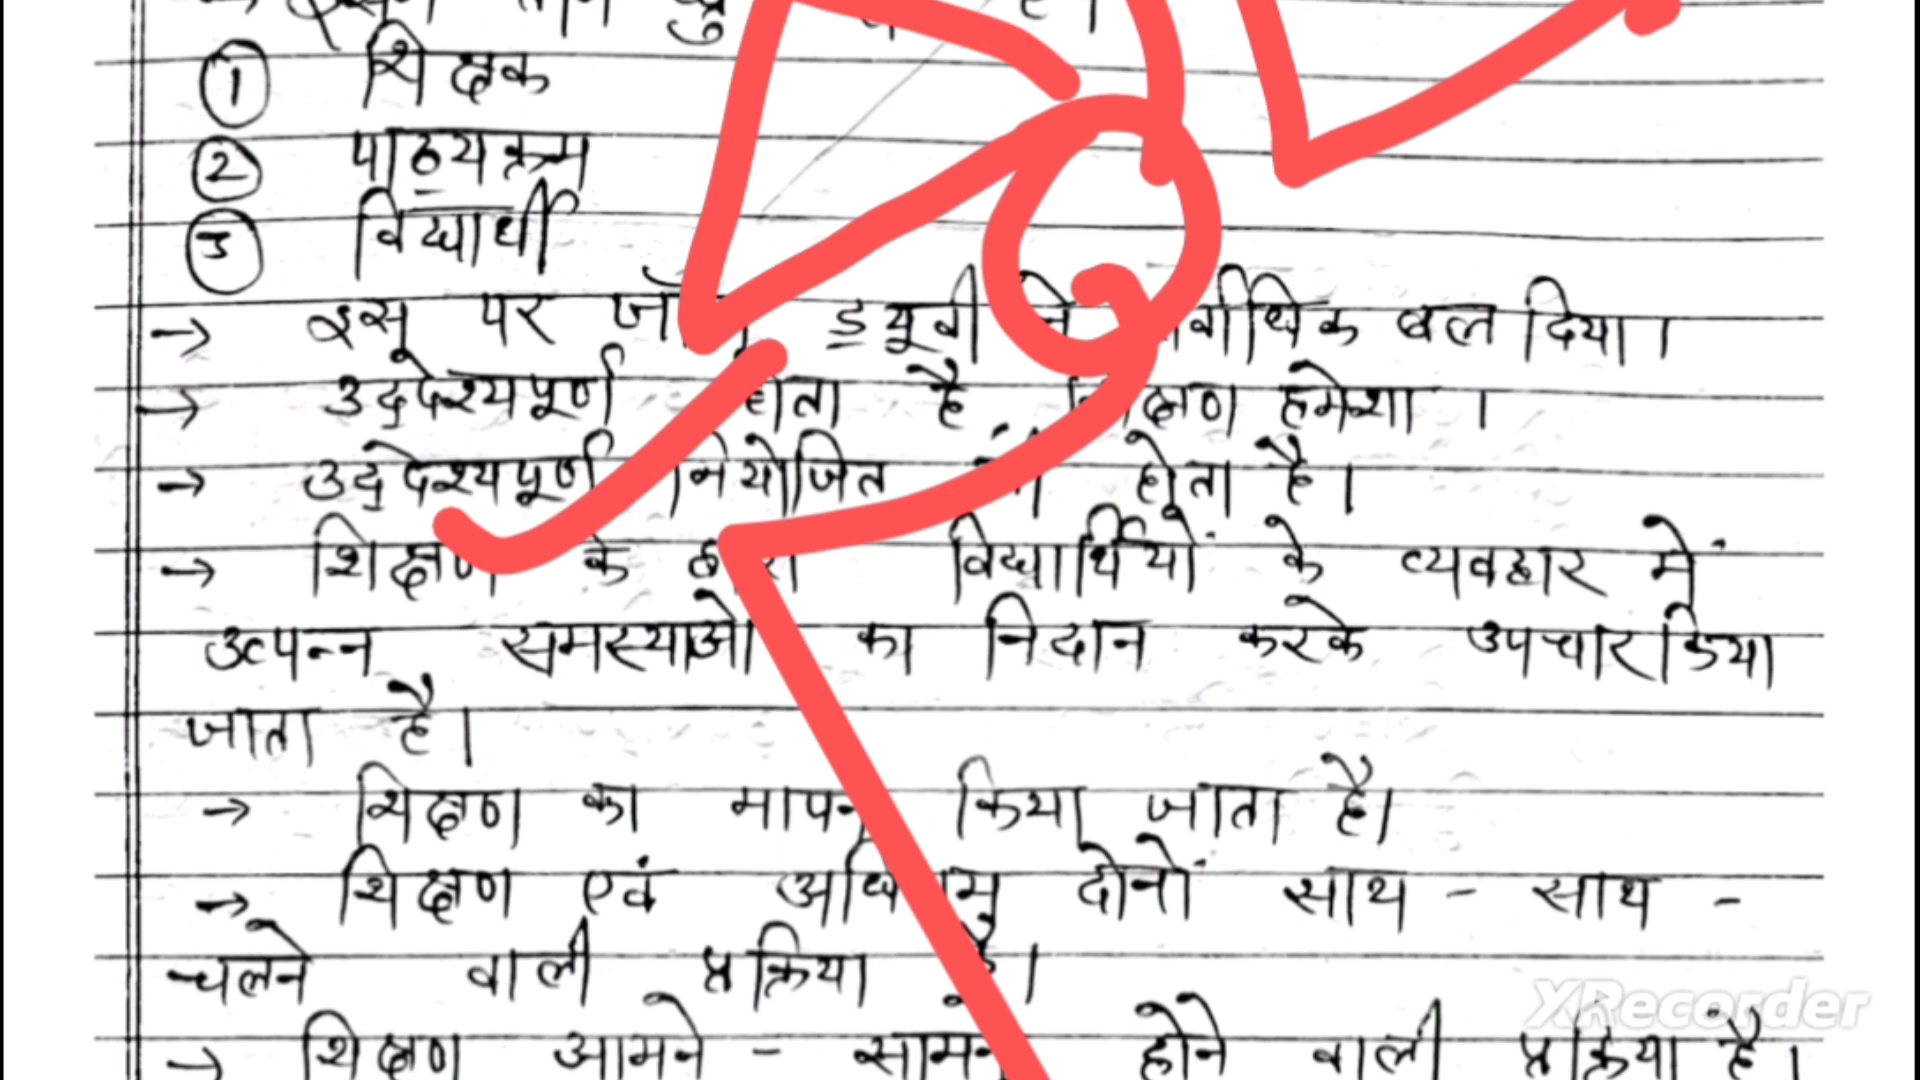 ① शिक्षक
② पाठ्यक्रम
③ विद्यार्थी
→ इस पर ड्यूवी ने बल दिया।
→ उद्देश्यपूर्ण होता है शिक्षण हमेशा।
→ उद्देश्यपूर्ण नियोजित होता है।
→ शिक्षण के द्वारा विद्यार्थियों के व्यवहार में
उत्पन्न समस्याओ का निदान करके उपचार किया
जाता है।
→ शिक्षण का मापन किया जाता है।
→ शिक्षण एवं दोनों साथ - साथ -
चलने वाली प्रक्रिया है।
→ शिक्षण आमने - सामने होने वाली प्रक्रिया है।
XRecorder